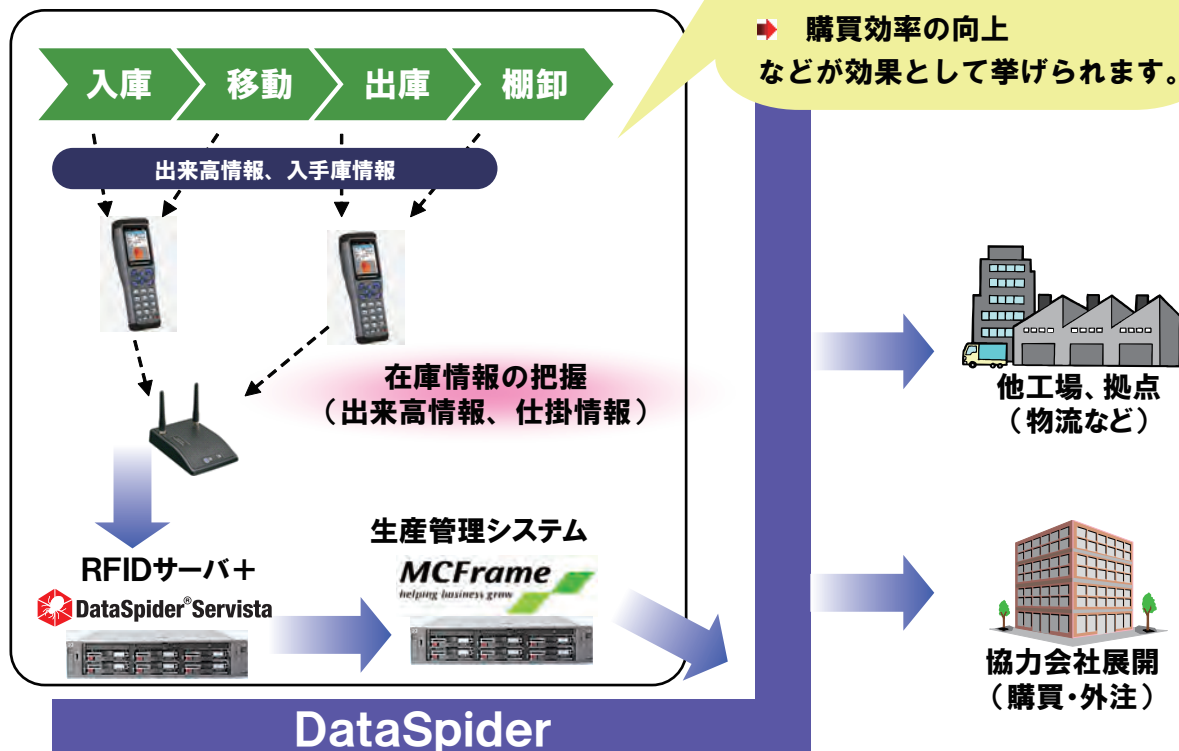 購買効率の向上
などが効果として挙げられます。
入庫
移動
出庫
棚卸
出来高情報、入手庫情報
在庫情報の把握
（出来高情報、仕掛情報）
他工場、拠点
（物流など）
生産管理システム
MCFrame
helping business grow
RFIDサーバ＋
DataSpider®Servista
協力会社展開
（購買・外注）
DataSpider